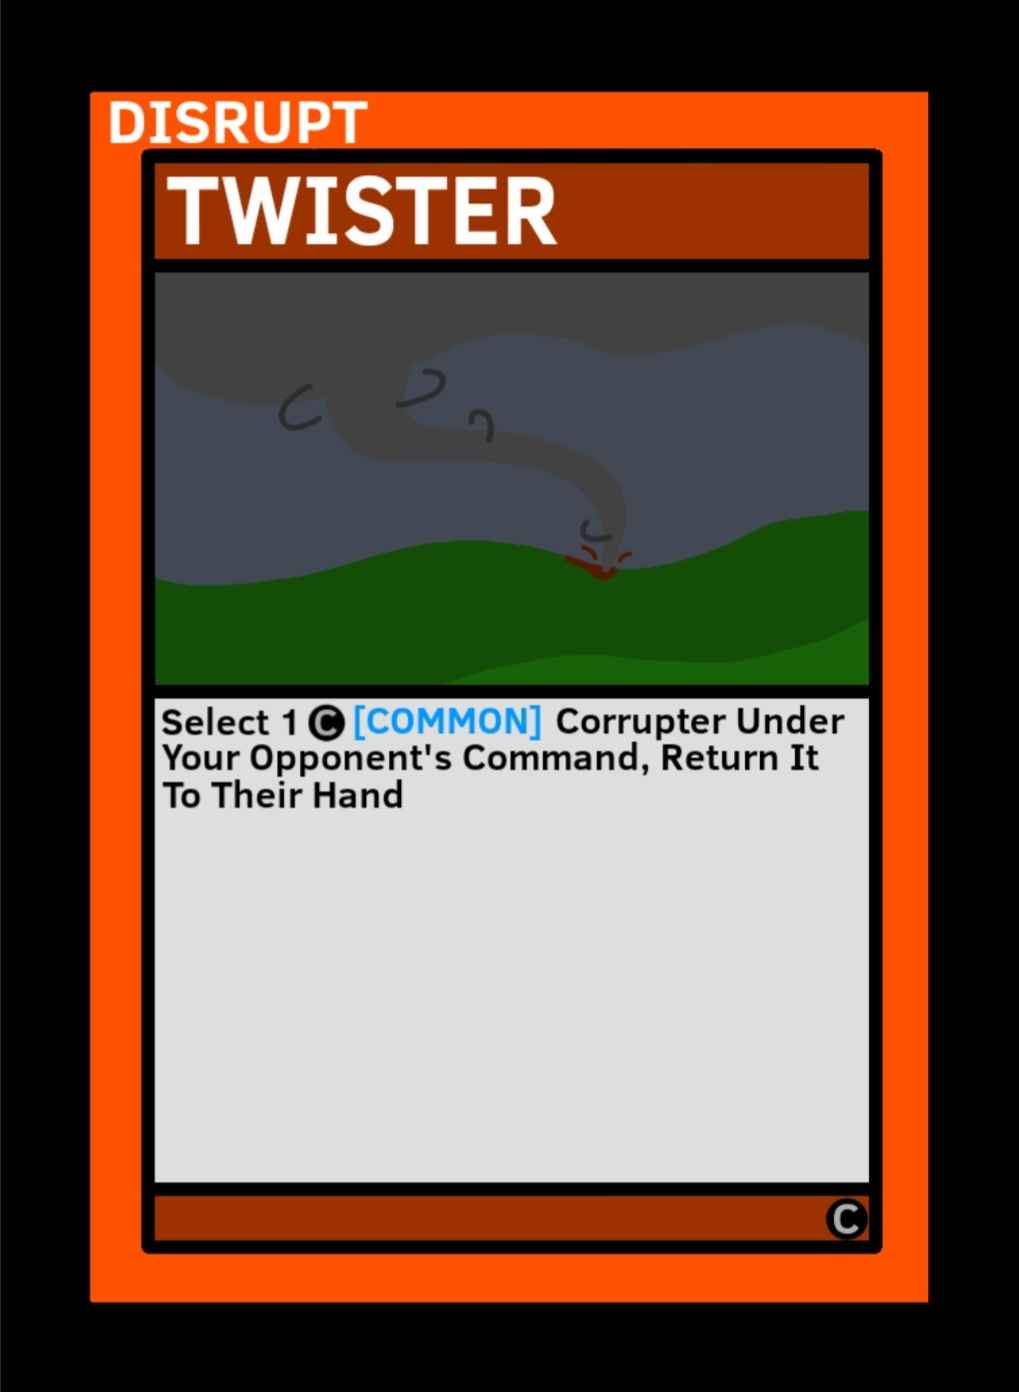 DISRUPT
TWISTER
Select 1 C [COMMON] Corrupter Under
Your Opponent's Command, Return It
To Their Hand
C